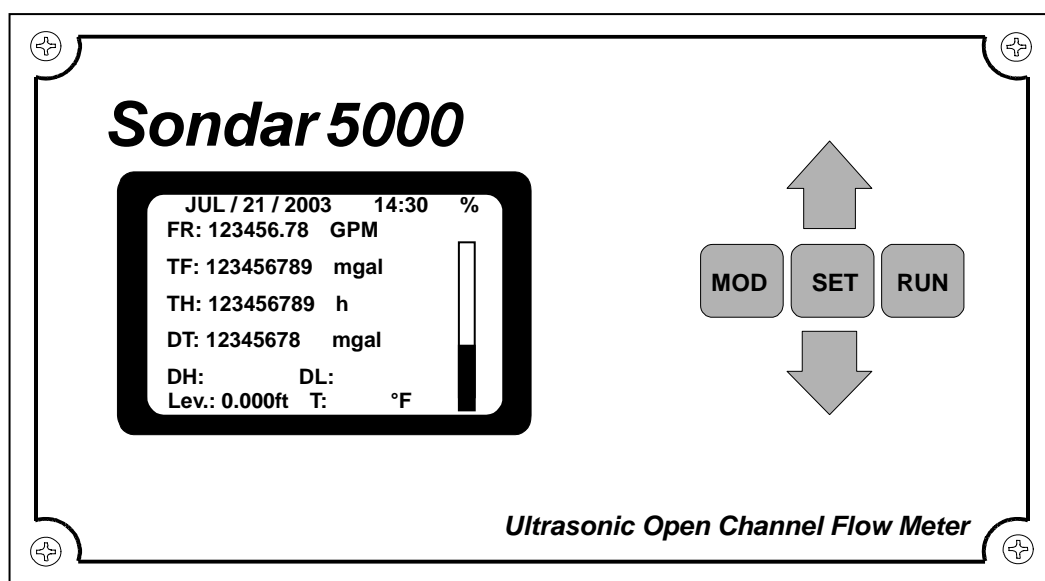 Sondar 5000
JUL / 21 / 2003 14:30 %
FR: 123456.78 GPM
TF: 123456789 mgal
TH: 123456789 h
DT: 12345678 mgal
DH: DL:
Lev.: 0.000ft T: °F
MOD SET RUN
Ultrasonic Open Channel Flow Meter